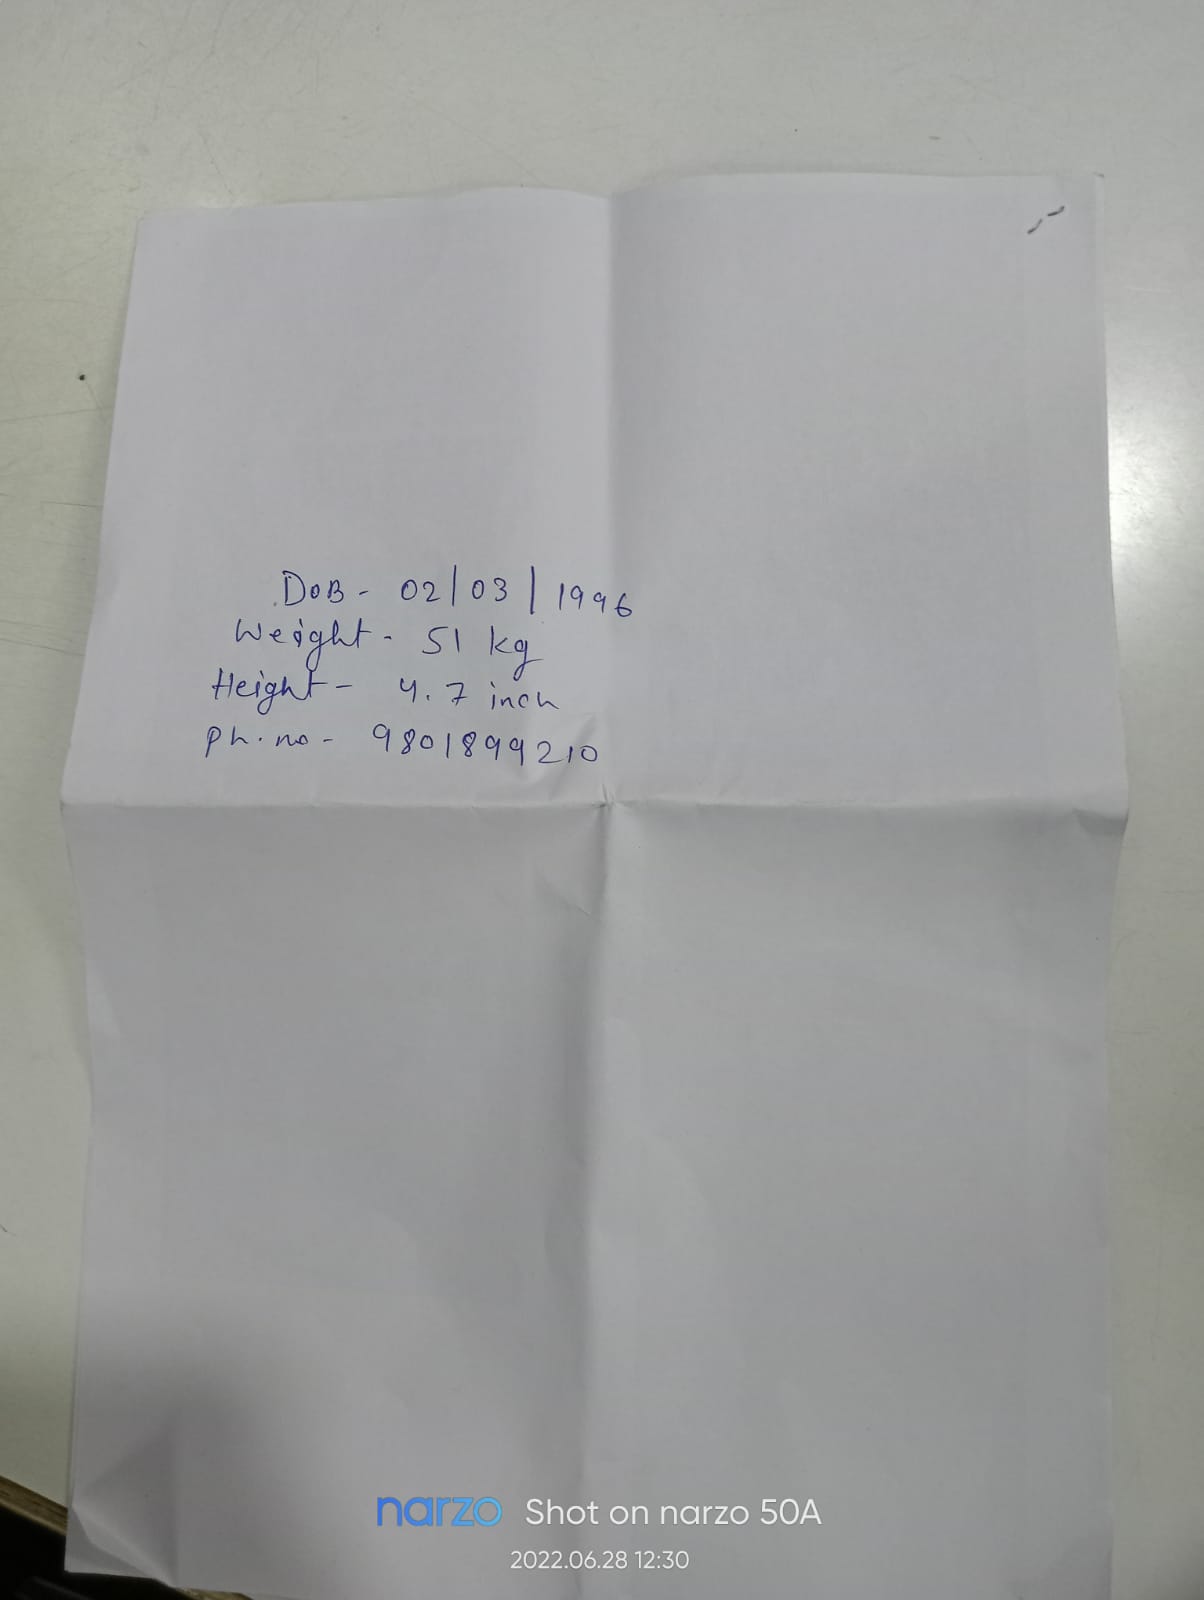 DOB - 02/03/1996
Weight - 51 kg
Height - 4.7 inch
Ph. no - 9801899210
narzo Shot on narzo 50A
2022.06.28 12:30